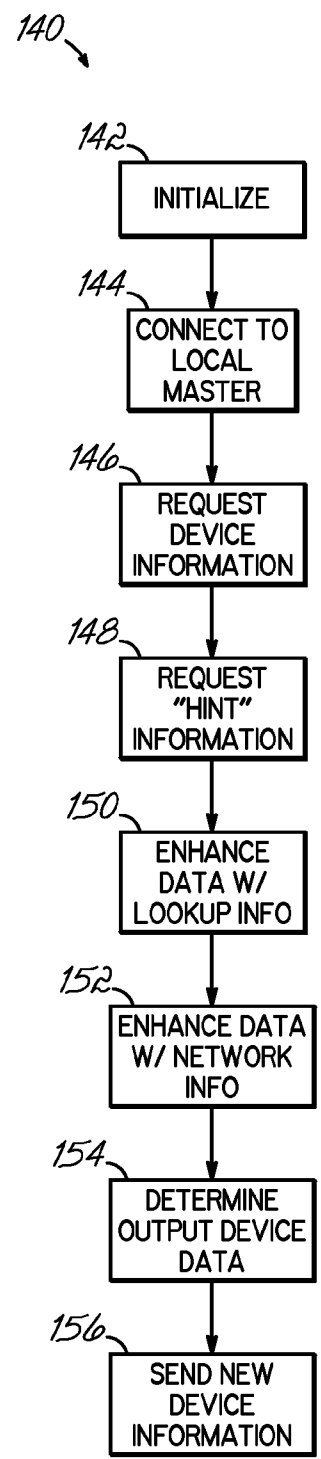 140
142
INITIALIZE
144
CONNECT TO
LOCAL
MASTER
146
REQUEST
DEVICE
INFORMATION
148
REQUEST
"HINT"
INFORMATION
150
ENHANCE
DATA W/
LOOKUP INFO
152
ENHANCE DATA
W/ NETWORK
INFO
154
DETERMINE
OUTPUT DEVICE
DATA
156
SEND NEW
DEVICE
INFORMATION